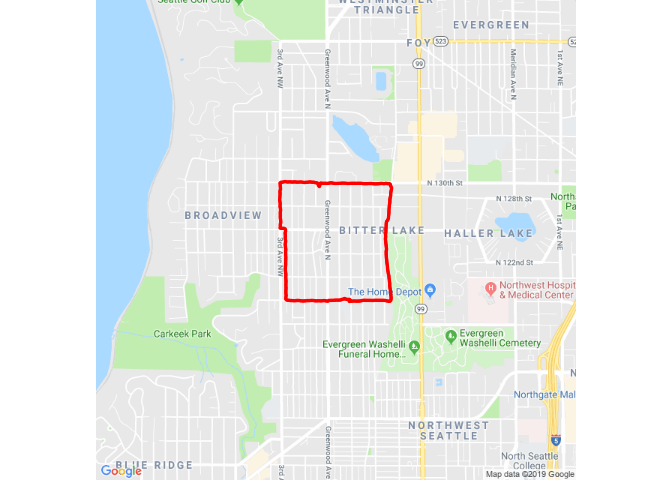 Seattle Golf Club
WESTMINSTER
TRIANGLE
EVERGREEN
FOY
523
99
3rd Ave NW
Greenwood Ave N
Meridian Ave N
1st Ave NE
N 130th St
N 128th St
North
Pa
BROADVIEW
Greenwood Ave N
BITTER LAKE
HALLER LAKE
1st Ave NE
3rd Ave NW
N 122nd St
The Home Depot
Northwest Hospi
& Medical Center
99
Carkeek Park
Evergreen
Washelli Cemetery
Evergreen Washelli
Funeral Home...
N
Northgate Mal
Greenwood Ave N
NORTHWEST
SEATTLE
5
North Seattle
College
3rd A
BLUE RIDGE
Google
Map data ©2019 Google